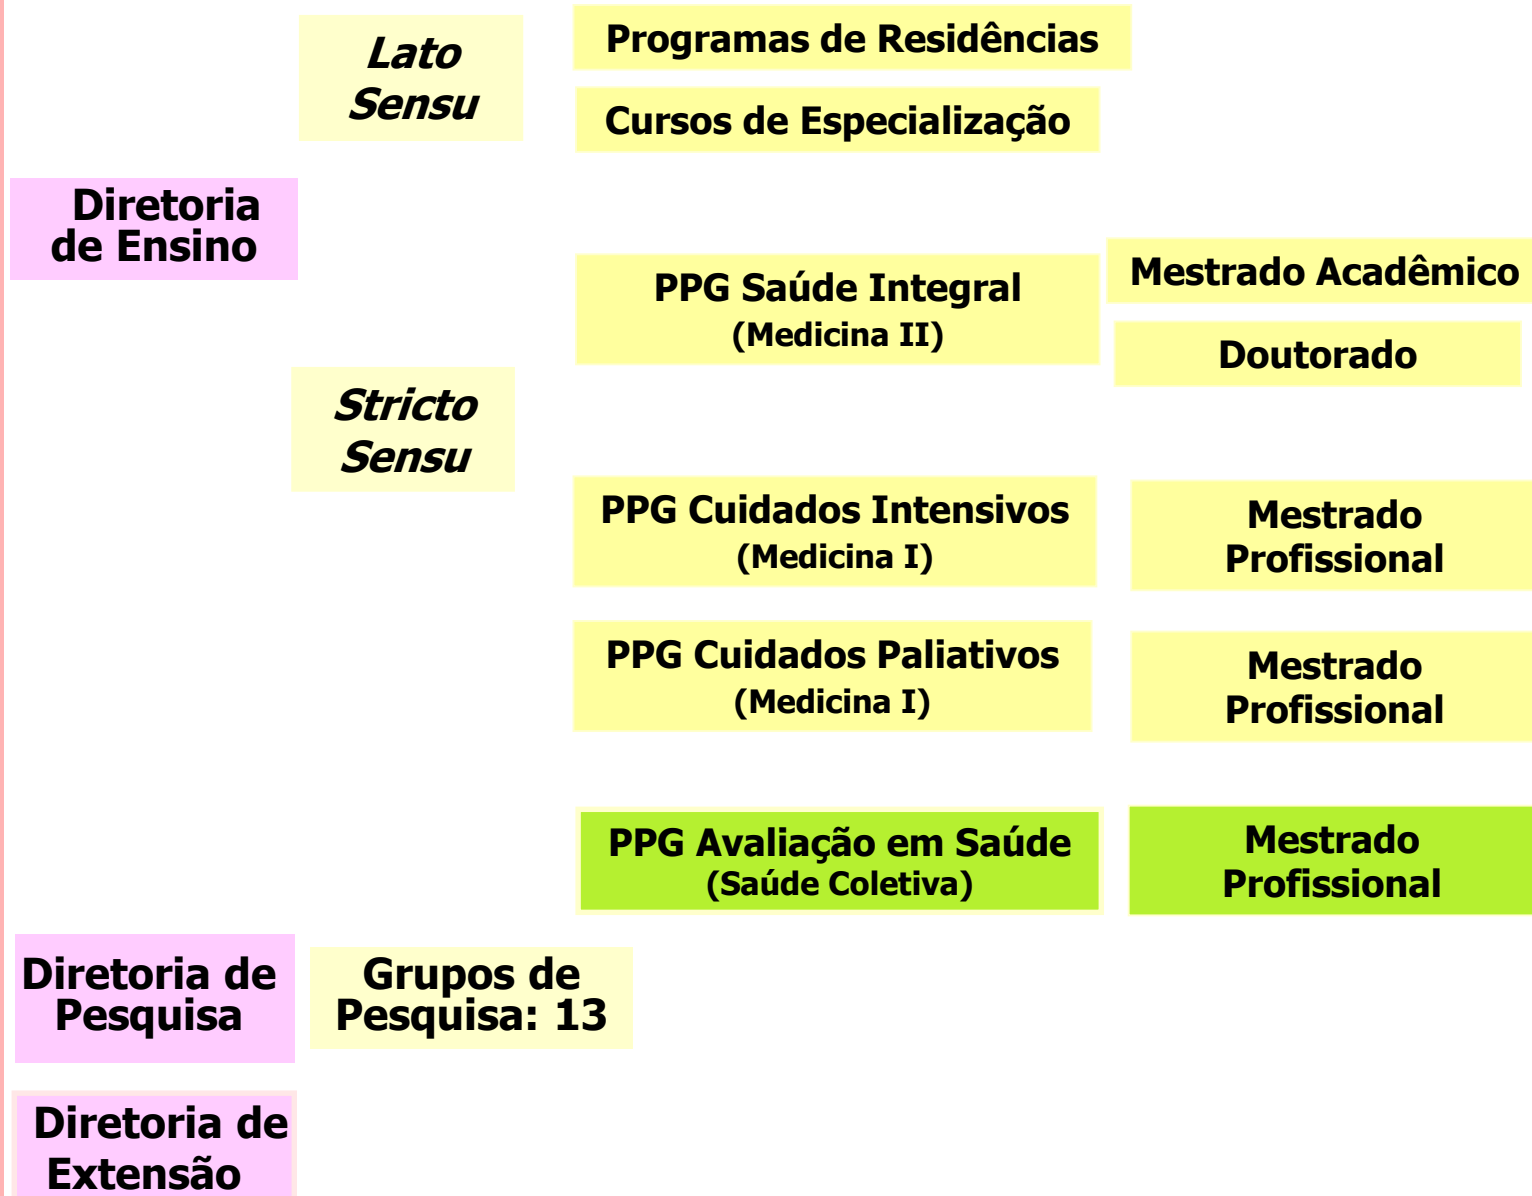 Lato
Sensu
Programas de Residências
Cursos de Especialização
Diretoria
de Ensino
PPG Saúde Integral
(Medicina II)
Mestrado Acadêmico
Doutorado
Stricto
Sensu
PPG Cuidados Intensivos
(Medicina I)
Mestrado
Profissional
PPG Cuidados Paliativos
(Medicina I)
Mestrado
Profissional
PPG Avaliação em Saúde
(Saúde Coletiva)
Mestrado
Profissional
Diretoria de
Pesquisa
Grupos de
Pesquisa: 13
Diretoria de
Extensão